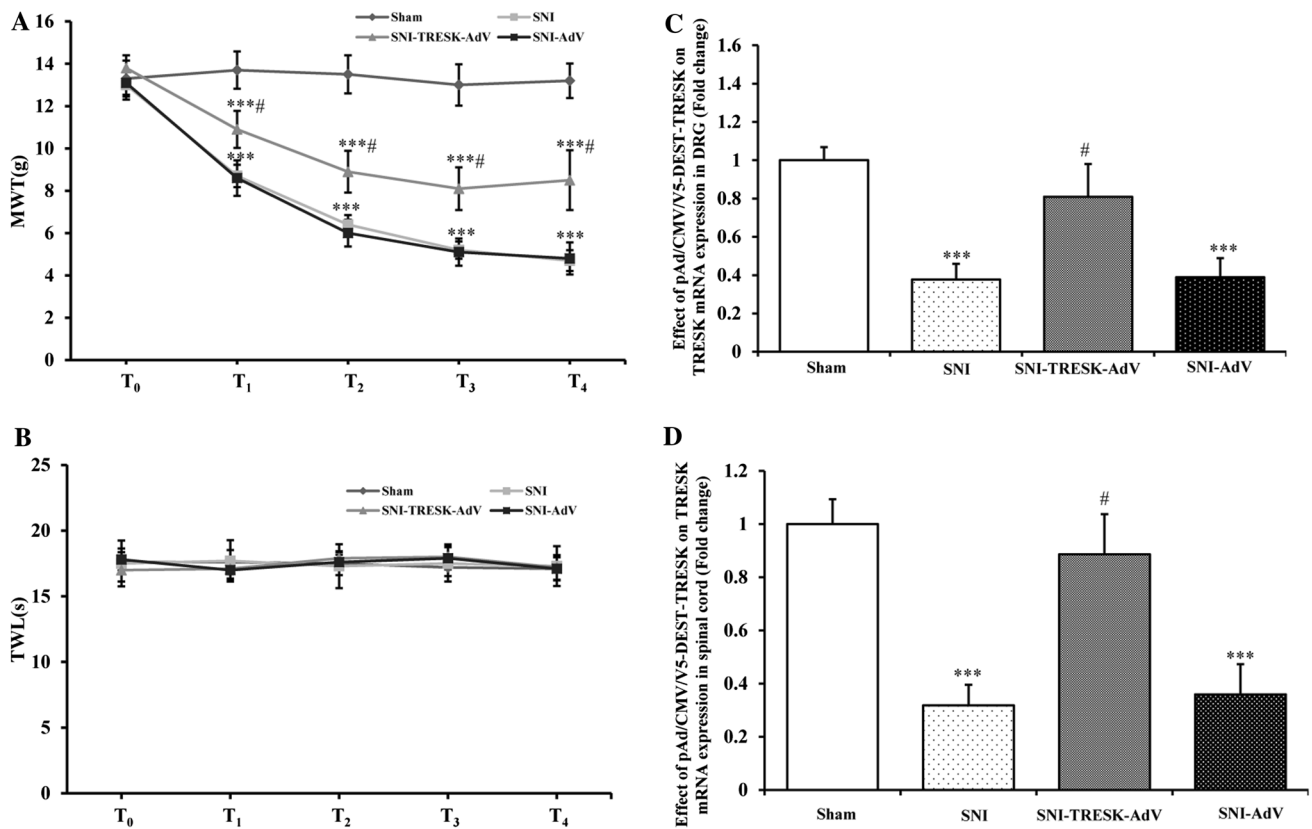 A
Sham
SNI
SNI-TRESK-AdV
SNI-AdV
MWT(g)
16
14
12
10
8
6
4
2
0
***#
***#
***#
***#
***
***
***
***
T0
T1
T2
T3
T4
B
Sham
SNI
SNI-TRESK-AdV
SNI-AdV
TWL(s)
25
20
15
10
5
0
T0
T1
T2
T3
T4
C
Effect of pAd/CMV/V5-DEST-TRESK on
TRESK mRNA expression in DRG (Fold change)
1.6
1.4
1.2
1
0.8
0.6
0.4
0.2
0
***
#
***
Sham
SNI
SNI-TRESK-AdV
SNI-AdV
D
Effect of pAd/CMV/V5-DEST-TRESK on TRESK
mRNA expression in spinal cord (Fold change)
1.2
1
0.8
0.6
0.4
0.2
0
***
#
***
Sham
SNI
SNI-TRESK-AdV
SNI-AdV